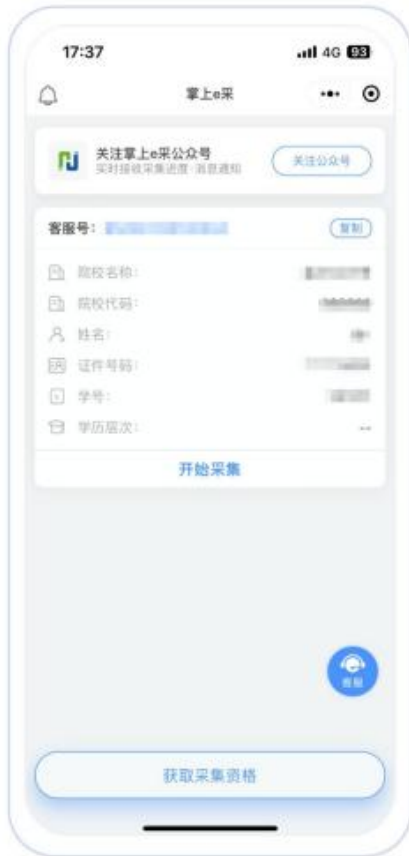 17:37
4G 93
掌上e采
关注掌上e采公众号
实时接收采集进度·消息通知
关注公众号
客服号:
复制
院校名称:
院校代码:
姓名:
证件号码:
学号:
学历层次: --
开始采集
客服
获取采集资格